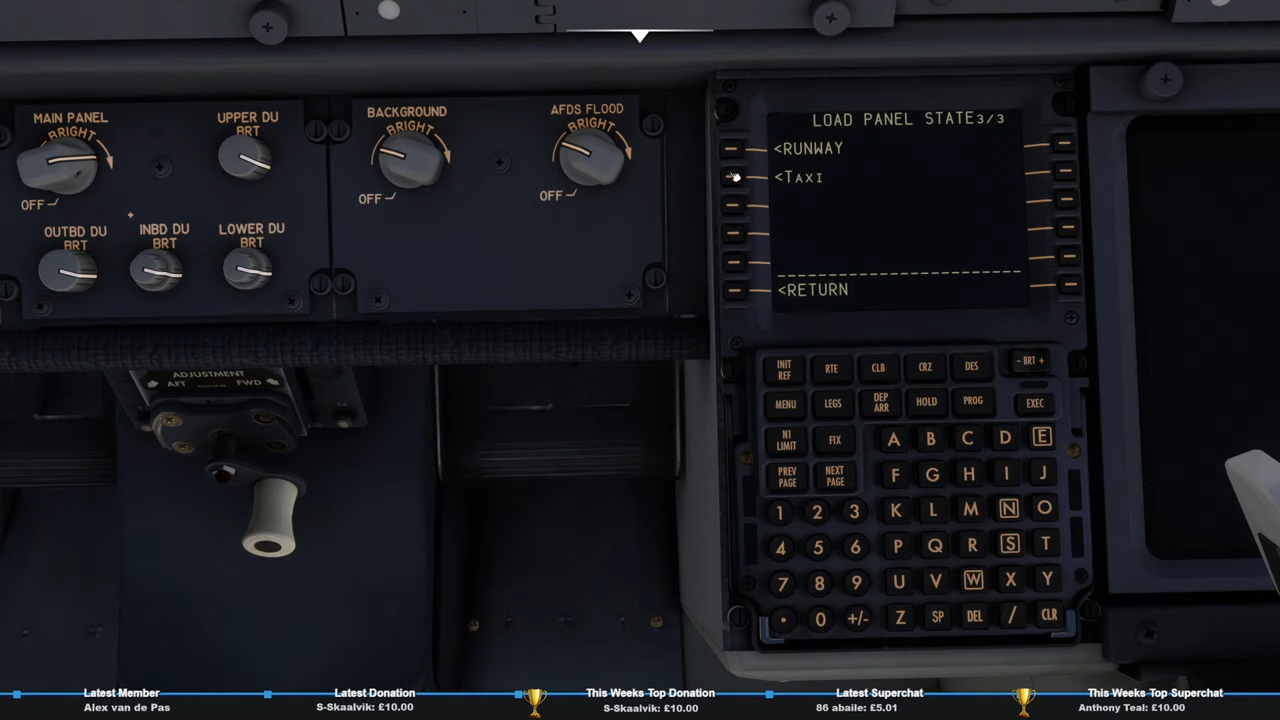 MAIN PANEL
BRIGHT
OFF
UPPER DU
BRT
OUTBD DU
BRT
INBD DU
BRT
LOWER DU
BRT
BACKGROUND
BRIGHT
OFF
AFDS FLOOD
BRIGHT
OFF
ADJUSTMENT
AFT FWD
LOAD PANEL STATE 3/3
<RUNWAY
<TAXI
<RETURN
INIT REF
RTE
CLB
CRZ
DES
- BRT +
MENU
LEGS
DEP ARR
HOLD
PROG
EXEC
N1 LIMIT
FIX
A B C D E
PREV PAGE
NEXT PAGE
F G H I J
1 2 3 K L M N O
4 5 6 P Q R S T
7 8 9 U V W X Y
. 0 +/- Z SP DEL / CLR
Latest Member
Alex van de Pas
Latest Donation
S-Skaalvik: £10.00
This Weeks Top Donation
S-Skaalvik: £10.00
Latest Superchat
86 abaile: £5.01
This Weeks Top Superchat
Anthony Teal: £10.00